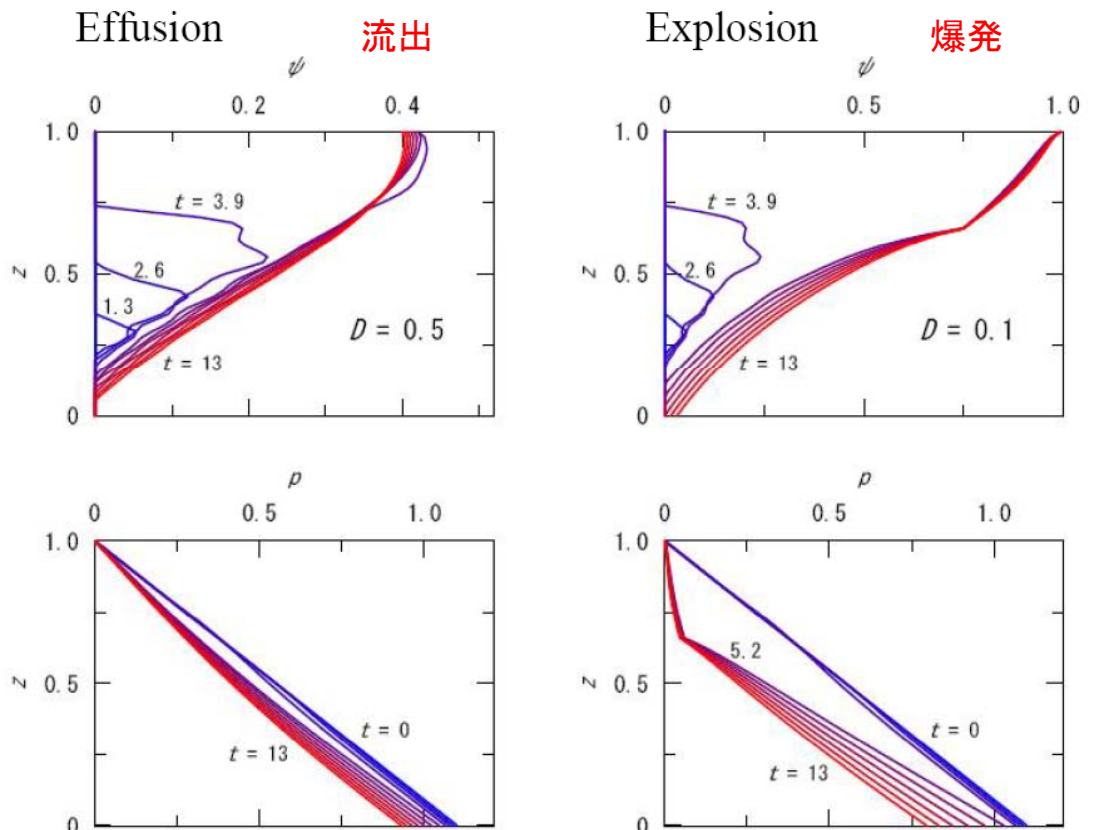 Effusion 流出
ψ
0 0.2 0.4
1.0
t = 3.9
2.6
z 0.5
1.3
D = 0.5
t = 13
0
Explosion 爆発
ψ
0 0.5 1.0
1.0
t = 3.9
2.6
z 0.5
D = 0.1
t = 13
0
p
0 0.5 1.0
1.0
z 0.5
t = 0
t = 13
0
p
0 0.5 1.0
1.0
5.2
z 0.5
t = 0
t = 13
0